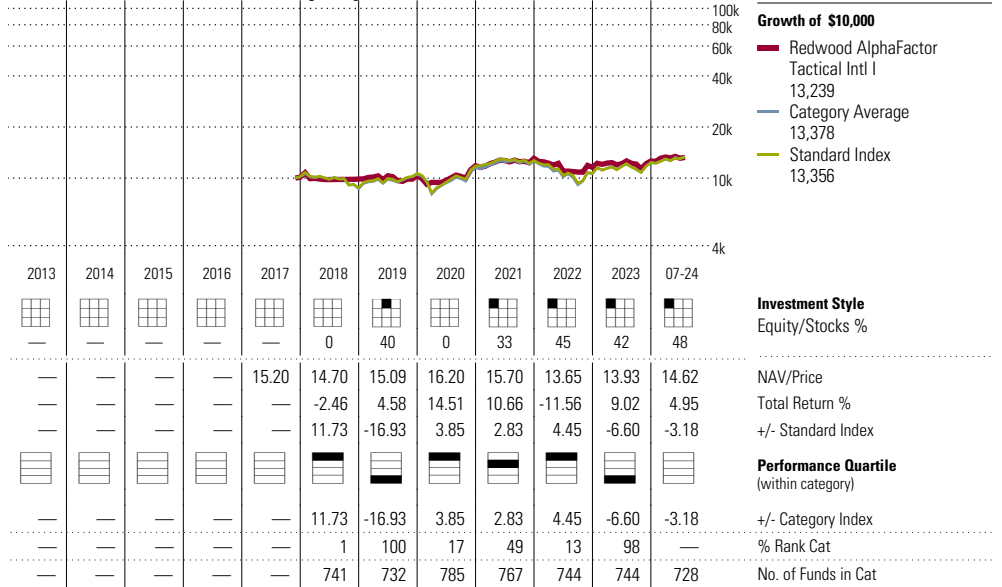 100k
80k
60k
40k
20k
10k
4k
Growth of $10,000
Redwood AlphaFactor
Tactical Intl I
13,239
Category Average
13,378
Standard Index
13,356
2013 2014 2015 2016 2017 2018 2019 2020 2021 2022 2023 07-24
Investment Style
— — — — — 0 40 0 33 45 42 48 Equity/Stocks %
— — — — 15.20 14.70 15.09 16.20 15.70 13.65 13.93 14.62 NAV/Price
— — — — — -2.46 4.58 14.51 10.66 -11.56 9.02 4.95 Total Return %
— — — — — 11.73 -16.93 3.85 2.83 4.45 -6.60 -3.18 +/- Standard Index
Performance Quartile
(within category)
— — — — — 11.73 -16.93 3.85 2.83 4.45 -6.60 -3.18 +/- Category Index
— — — — — 1 100 17 49 13 98 — % Rank Cat
— — — — — 741 732 785 767 744 744 728 No. of Funds in Cat